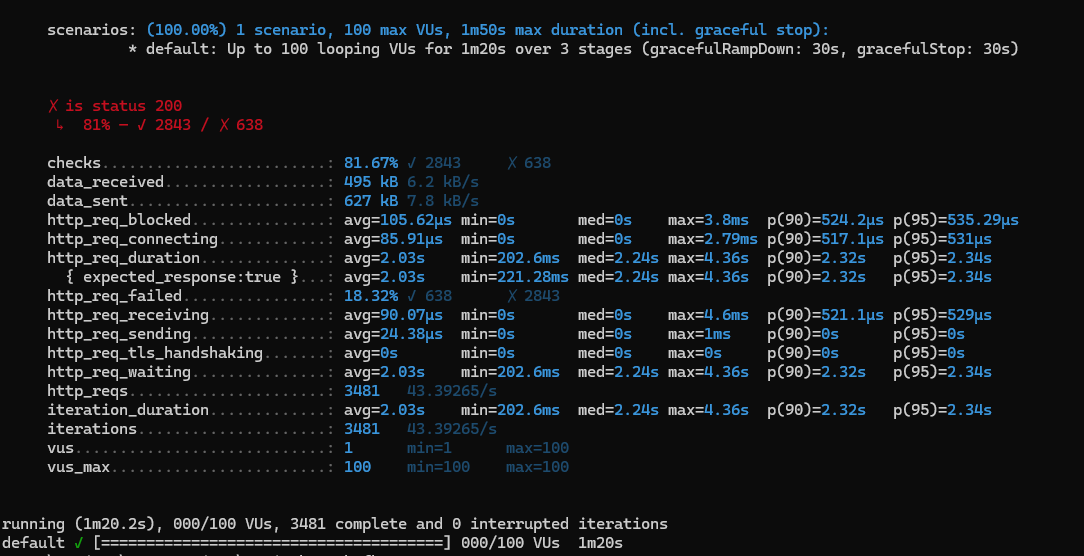 scenarios: (100.00%) 1 scenario, 100 max VUs, 1m50s max duration (incl. graceful stop):
* default: Up to 100 looping VUs for 1m20s over 3 stages (gracefulRampDown: 30s, gracefulStop: 30s)
✗ is status 200
↳  81% — ✓ 2843 / ✗ 638
checks.........................: 81.67% ✓ 2843      ✗ 638
data_received..................: 495 kB 6.2 kB/s
data_sent......................: 627 kB 7.8 kB/s
http_req_blocked...............: avg=105.62µs min=0s       med=0s    max=3.8ms  p(90)=524.2µs p(95)=535.29µs
http_req_connecting............: avg=85.91µs  min=0s       med=0s    max=2.79ms p(90)=517.1µs p(95)=531µs
http_req_duration..............: avg=2.03s    min=202.6ms  med=2.24s max=4.36s  p(90)=2.32s   p(95)=2.34s
{ expected_response:true }...: avg=2.03s    min=221.28ms med=2.24s max=4.36s  p(90)=2.32s   p(95)=2.34s
http_req_failed................: 18.32% ✓ 638       ✗ 2843
http_req_receiving.............: avg=90.07µs  min=0s       med=0s    max=4.6ms  p(90)=521.1µs p(95)=529µs
http_req_sending...............: avg=24.38µs  min=0s       med=0s    max=1ms    p(90)=0s      p(95)=0s
http_req_tls_handshaking.......: avg=0s       min=0s       med=0s    max=0s     p(90)=0s      p(95)=0s
http_req_waiting...............: avg=2.03s    min=202.6ms  med=2.24s max=4.36s  p(90)=2.32s   p(95)=2.34s
http_reqs......................: 3481   43.39265/s
iteration_duration.............: avg=2.03s    min=202.6ms  med=2.24s max=4.36s  p(90)=2.32s   p(95)=2.34s
iterations.....................: 3481   43.39265/s
vus............................: 1      min=1       max=100
vus_max........................: 100    min=100     max=100
running (1m20.2s), 000/100 VUs, 3481 complete and 0 interrupted iterations
default ✓ [======================================] 000/100 VUs  1m20s